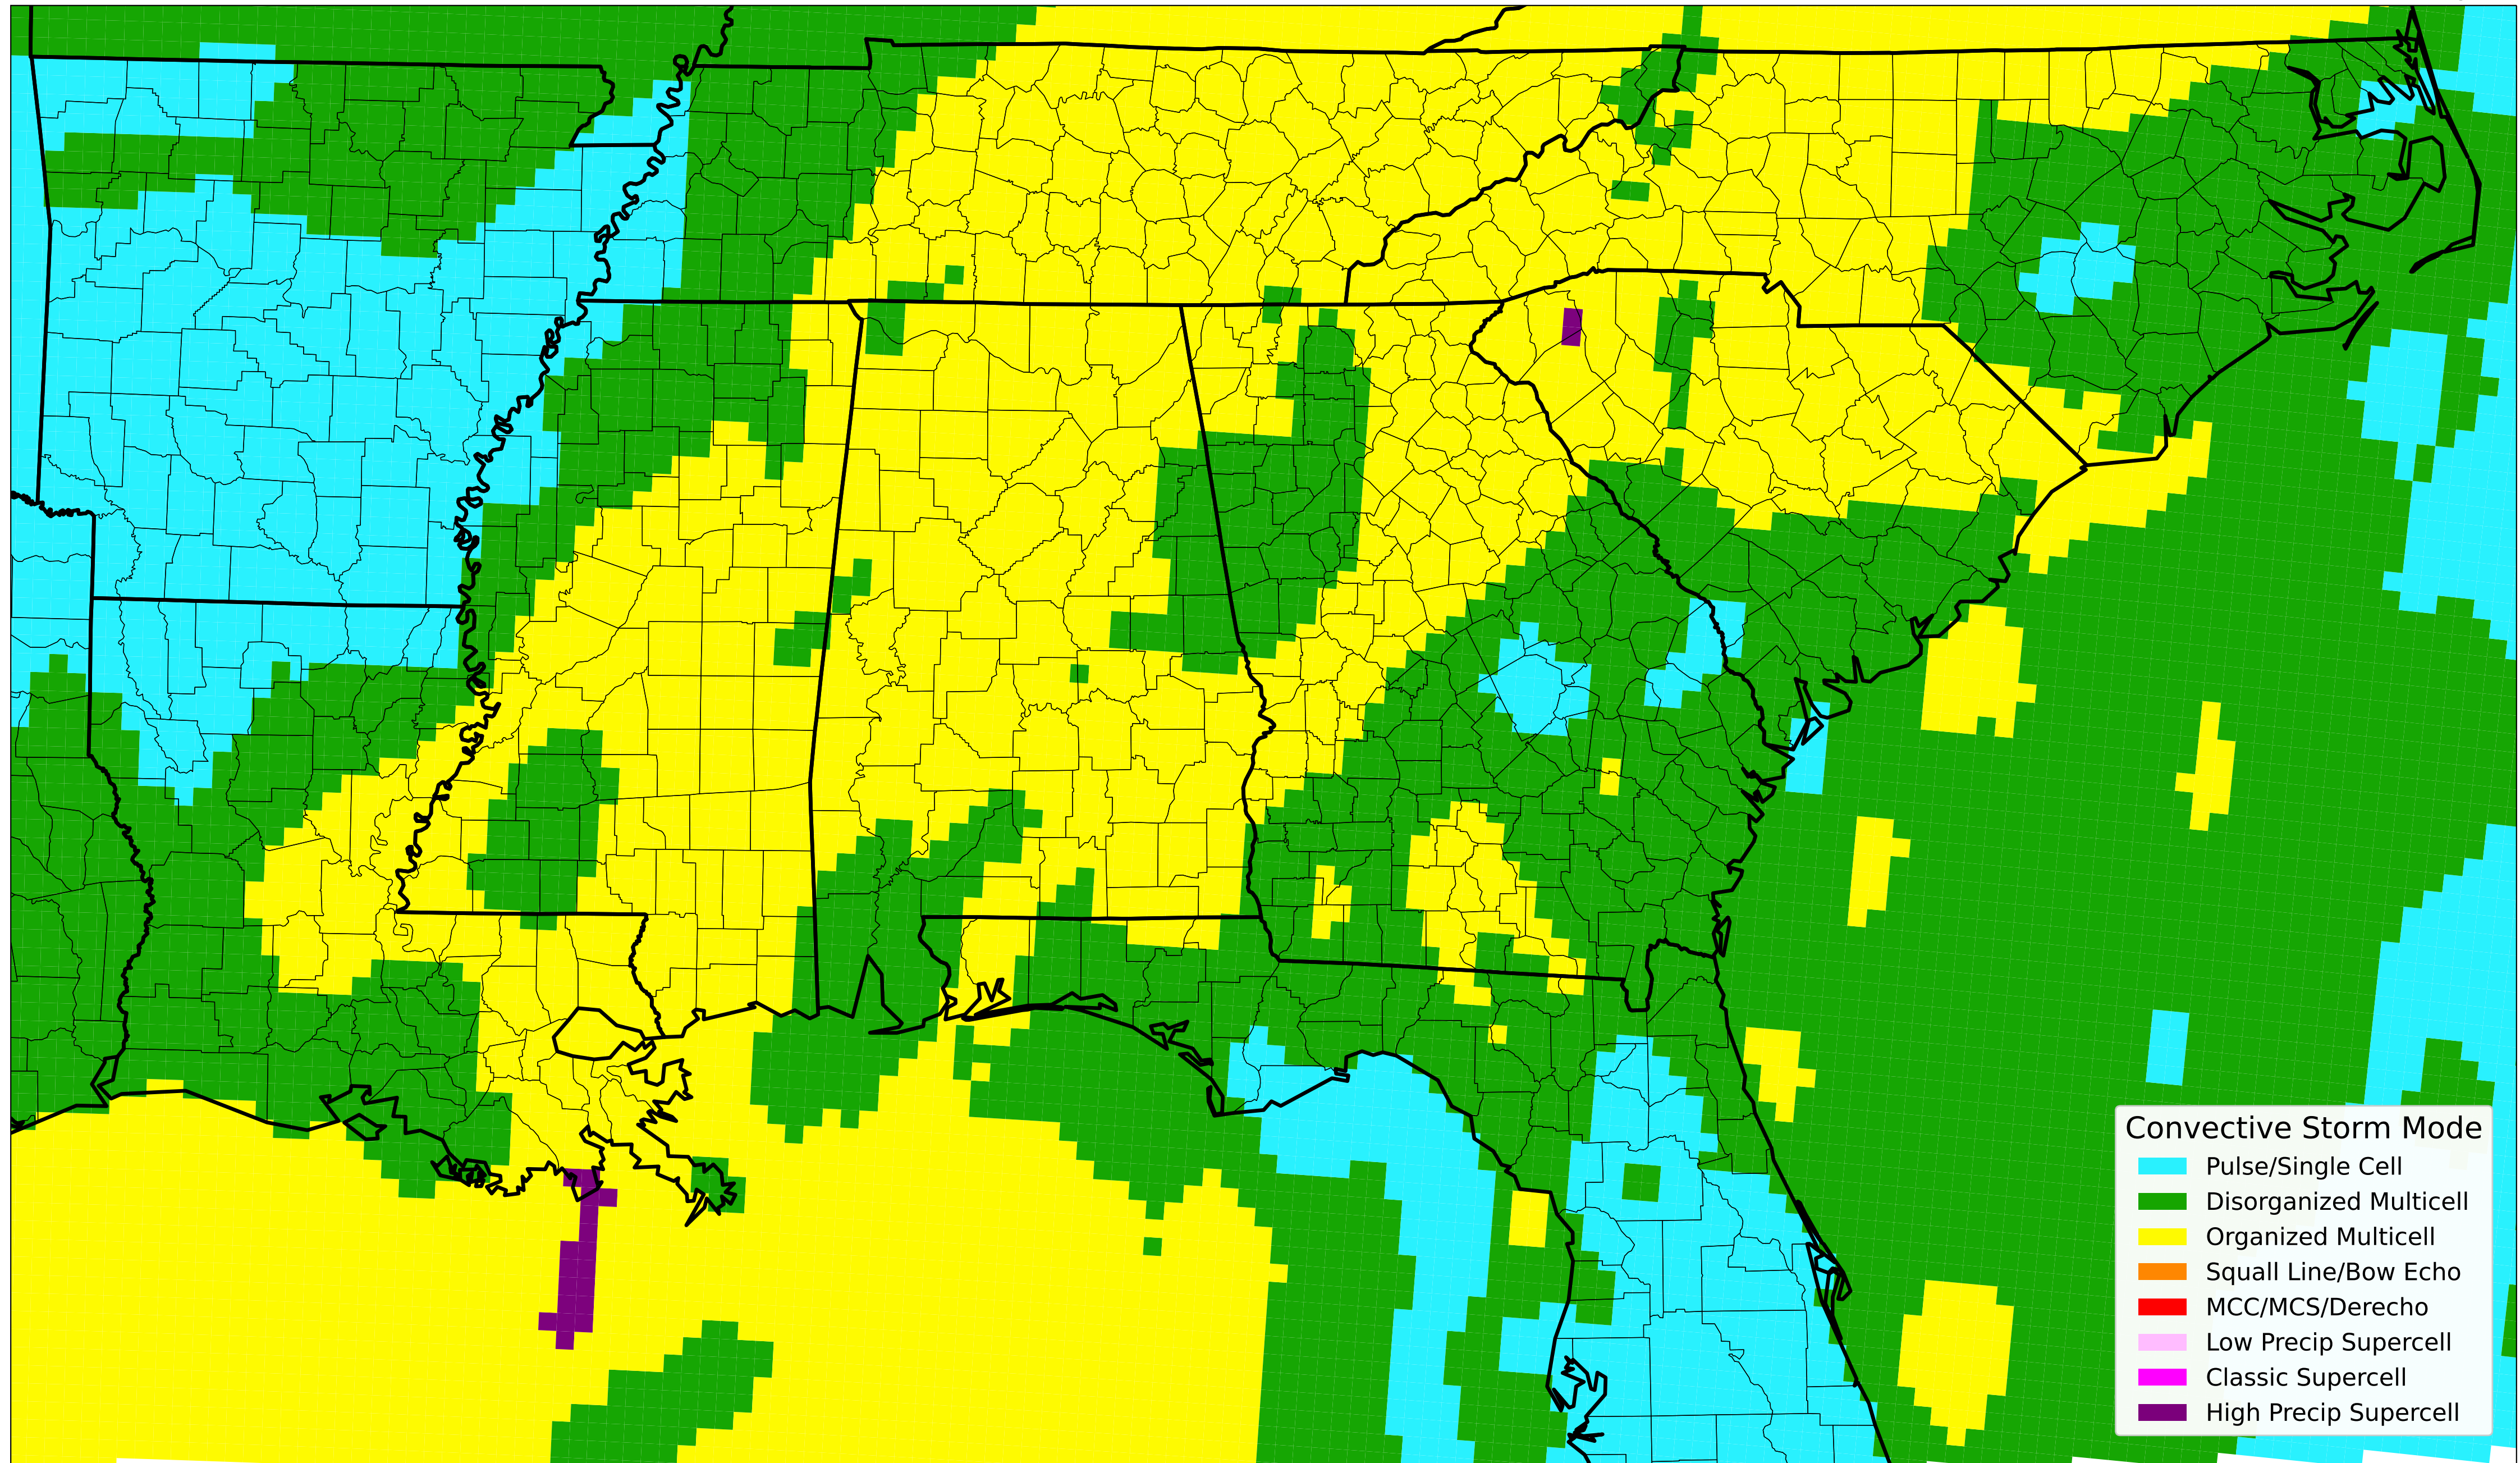 Convective Storm Mode
Pulse/Single Cell
Disorganized Multicell
Organized Multicell
Squall Line/Bow Echo
MCC/MCS/Derecho
Low Precip Supercell
Classic Supercell
High Precip Supercell